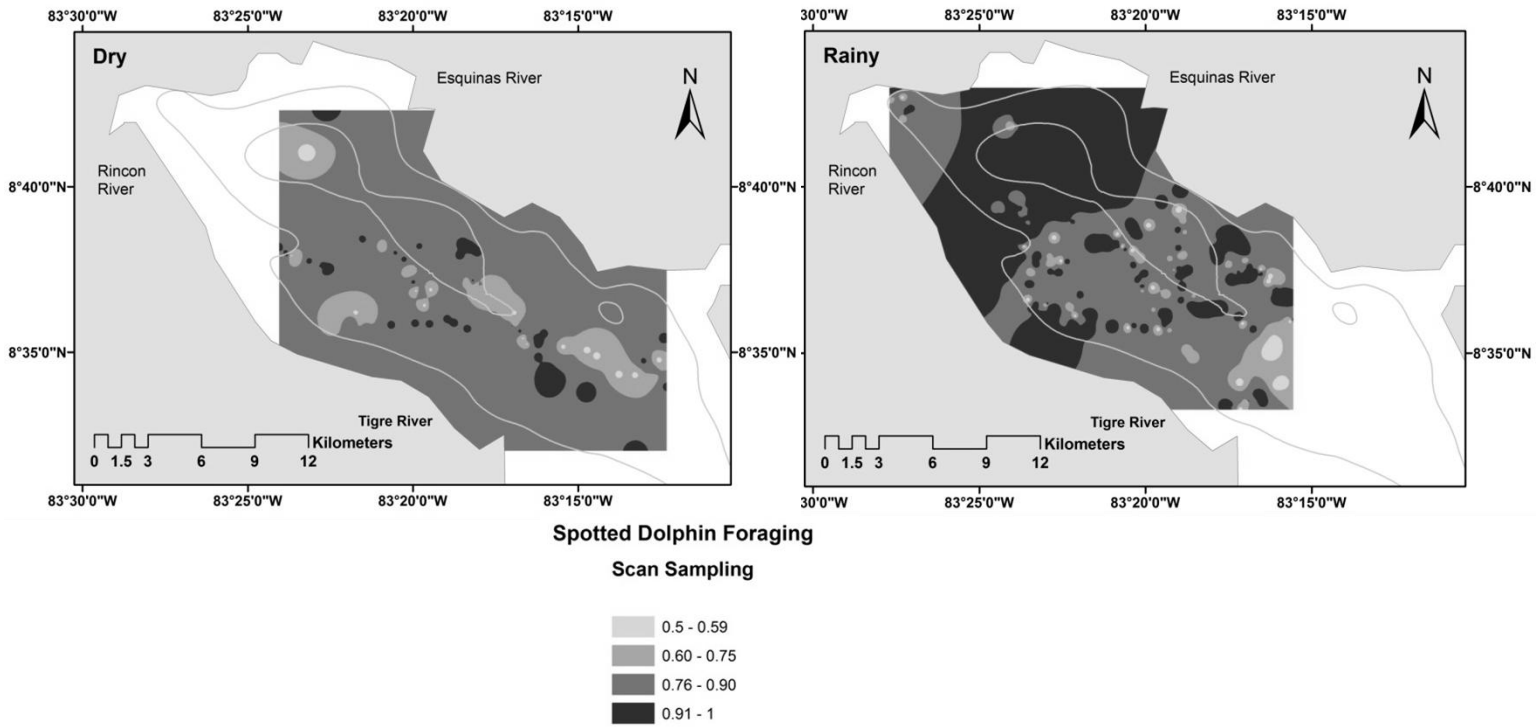 83°30'0"W 83°25'0"W 83°20'0"W 83°15'0"W
Dry
Esquinas River
N
Rincon
River
8°40'0"N
8°35'0"N
Tigre River
Kilometers
0 1.5 3 6 9 12
83°30'0"W 83°25'0"W 83°20'0"W 83°15'0"W
30'0"W 83°25'0"W 83°20'0"W 83°15'0"W
Rainy
Esquinas River
N
Rincon
River
8°40'0"N
8°40'0"N
8°35'0"N
8°35'0"N
Tigre River
Kilometers
0 1.5 3 6 9 12
30'0"W 83°25'0"W 83°20'0"W 83°15'0"W
Spotted Dolphin Foraging
Scan Sampling
0.5 - 0.59
0.60 - 0.75
0.76 - 0.90
0.91 - 1